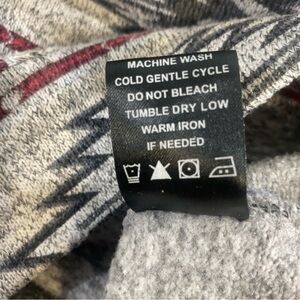 MACHINE WASH
COLD GENTLE CYCLE
DO NOT BLEACH
TUMBLE DRY LOW
WARM IRON
IF NEEDED